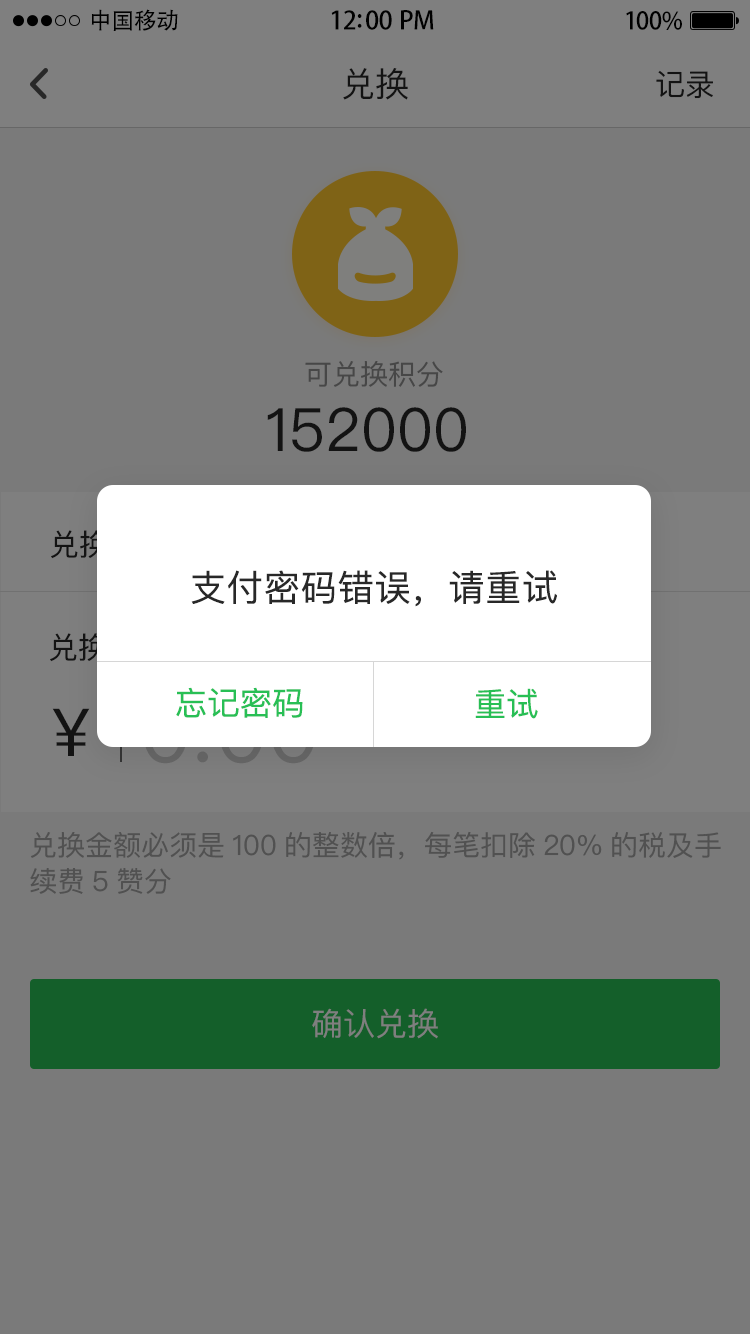 中国移动 12:00 PM 100%
兑换 记录
可兑换积分
152000
兑换
支付密码错误，请重试
兑换
忘记密码 重试
¥
兑换金额必须是 100 的整数倍，每笔扣除 20% 的税及手
续费 5 赞分
确认兑换